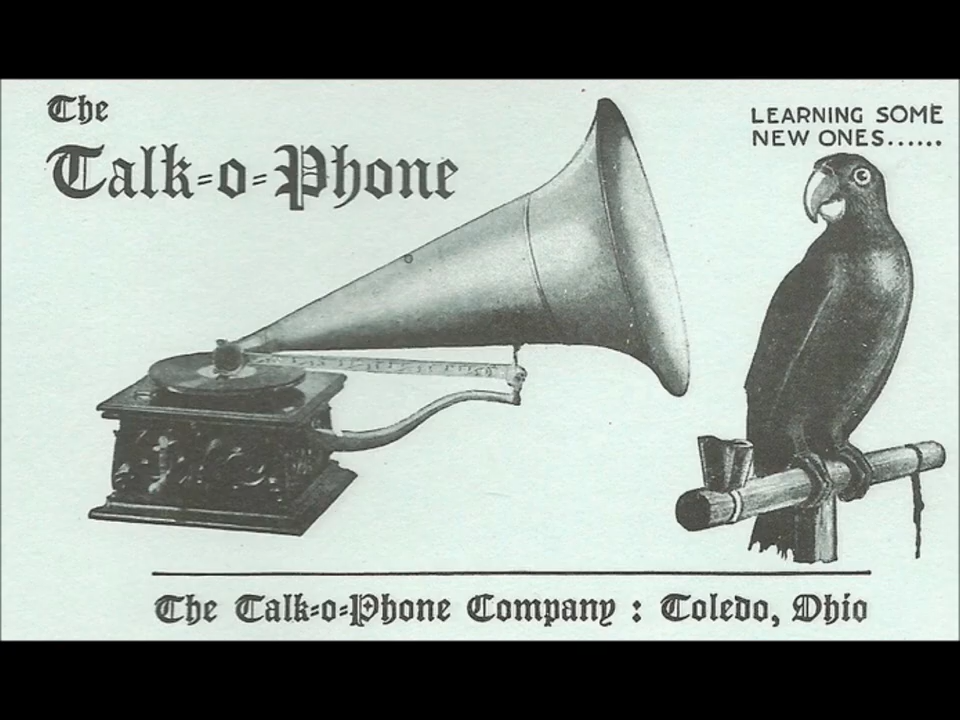 The
Talk-o-Phone
LEARNING SOME
NEW ONES......
The Talk-o-Phone Company : Toledo, Ohio